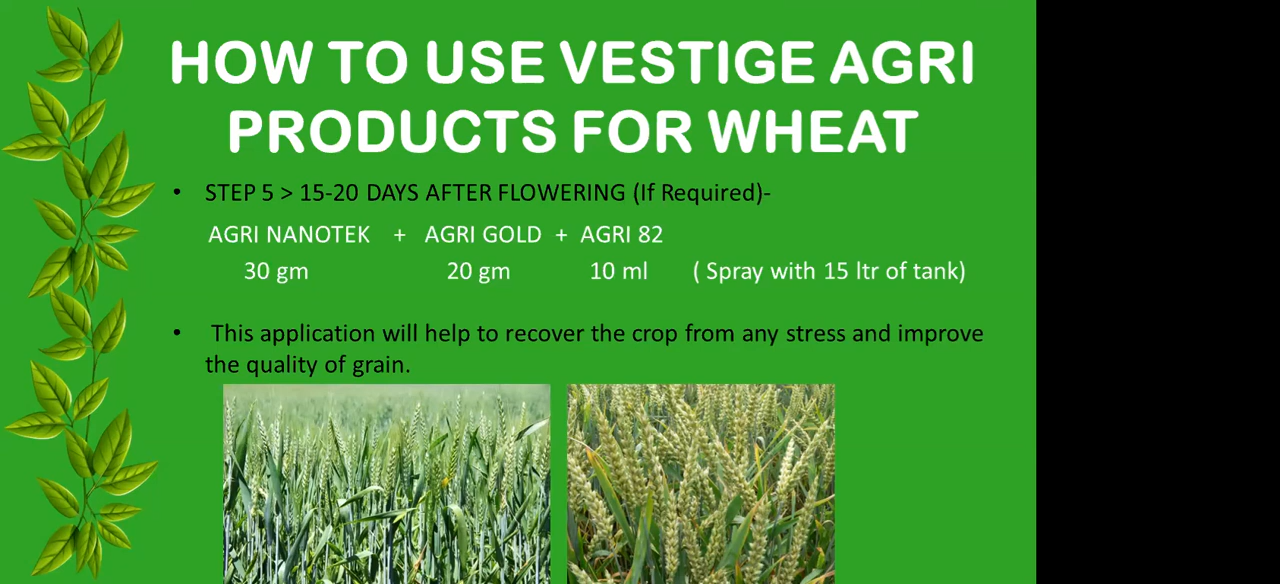 HOW TO USE VESTIGE AGRI
PRODUCTS FOR WHEAT
• STEP 5 > 15-20 DAYS AFTER FLOWERING (If Required)-
AGRI NANOTEK + AGRI GOLD + AGRI 82
30 gm 20 gm 10 ml ( Spray with 15 ltr of tank)
• This application will help to recover the crop from any stress and improve
the quality of grain.